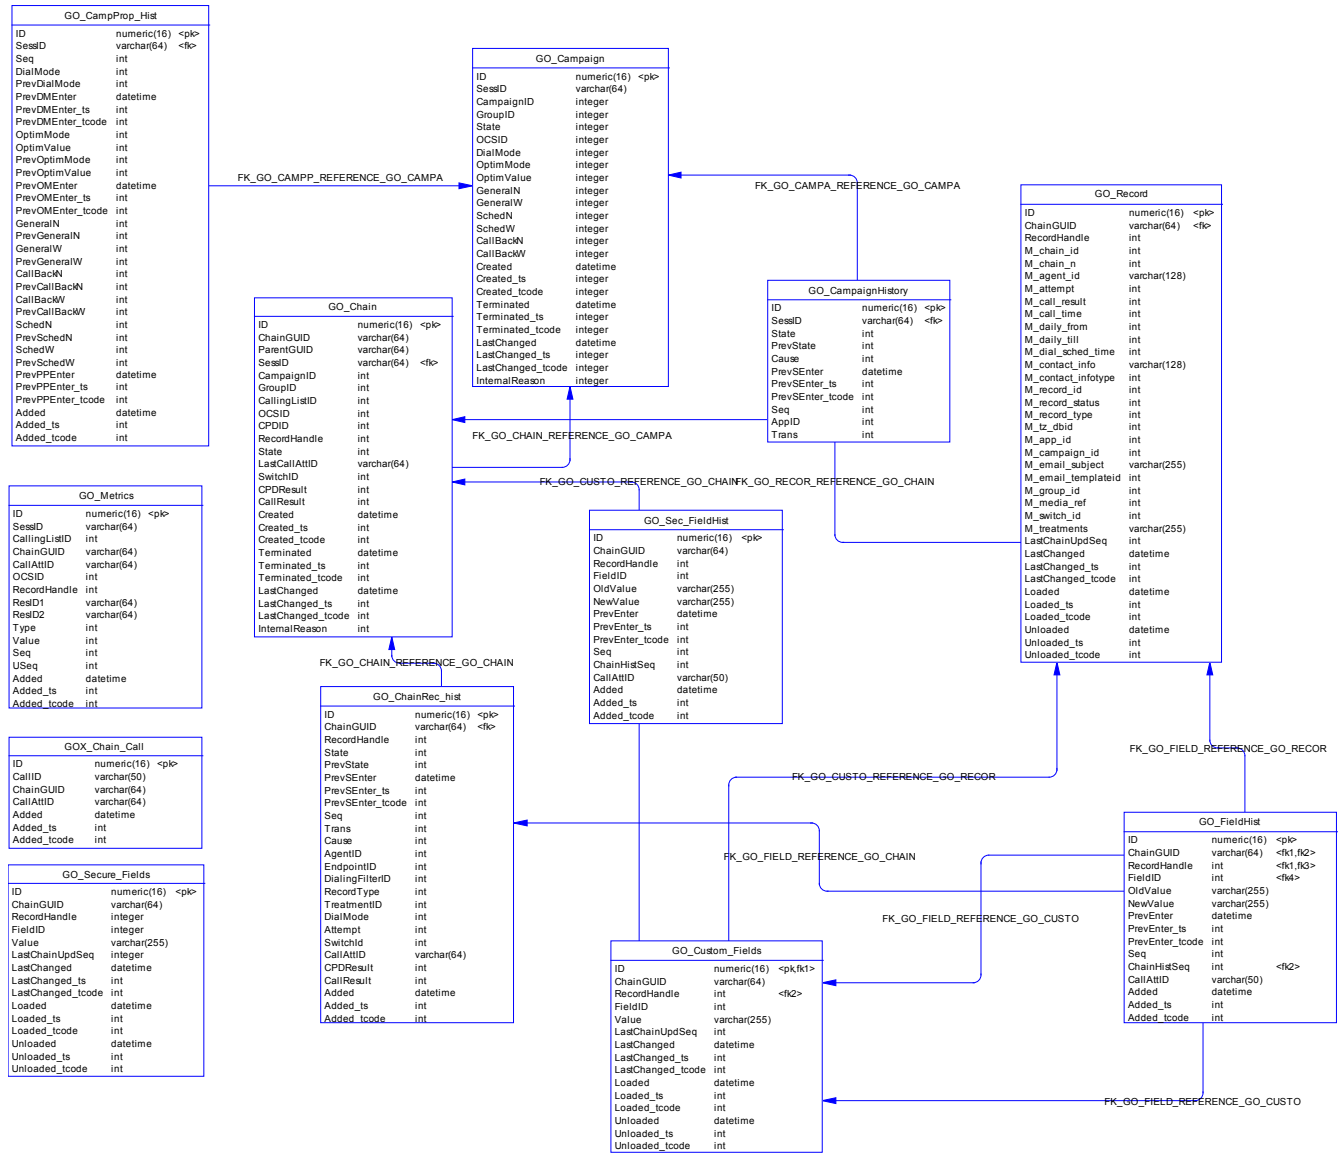 GO_CampProp_Hist
ID numeric(16) <pk>
SessID varchar(64) <fk>
Seq int
DialMode int
PrevDialMode int
PrevDMEnter datetime
PrevDMEnter_ts int
PrevDMEnter_tcode int
OptimMode int
OptimValue int
PrevOptimMode int
PrevOptimValue int
PrevOMEnter datetime
PrevOMEnter_ts int
PrevOMEnter_tcode int
GeneralN int
PrevGeneralN int
GeneralW int
PrevGeneralW int
CallBackN int
PrevCallBackN int
CallBackW int
PrevCallBackW int
SchedN int
PrevSchedN int
SchedW int
PrevSchedW int
PrevPPEnter datetime
PrevPPEnter_ts int
PrevPPEnter_tcode int
Added datetime
Added_ts int
Added_tcode int
FK_GO_CAMPP_REFERENCE_GO_CAMPA
GO_Campaign
ID numeric(16) <pk>
SessID varchar(64)
CampaignID integer
GroupID integer
State integer
OCSID integer
DialMode integer
OptimMode integer
OptimValue integer
GeneralN integer
GeneralW integer
SchedN integer
SchedW integer
CallBackN integer
CallBackW integer
Created datetime
Created_ts integer
Created_tcode integer
Terminated datetime
Terminated_ts integer
Terminated_tcode integer
LastChanged datetime
LastChanged_ts integer
LastChanged_tcode integer
InternalReason integer
FK_GO_CAMPA_REFERENCE_GO_CAMPA
GO_CampaignHistory
ID numeric(16) <pk>
SessID varchar(64) <fk>
State int
PrevState int
Cause int
PrevSEnter datetime
PrevSEnter_ts int
PrevSEnter_tcode int
Seq int
AppID int
Trans int
GO_Record
ID numeric(16) <pk>
ChainGUID varchar(64) <fk>
RecordHandle int
M_chain_id int
M_chain_n int
M_agent_id varchar(128)
M_attempt int
M_call_result int
M_call_time int
M_daily_from int
M_daily_till int
M_dial_sched_time int
M_contact_info varchar(128)
M_contact_infotype int
M_record_id int
M_record_status int
M_record_type int
M_tz_dbid int
M_app_id int
M_campaign_id int
M_email_subject varchar(255)
M_email_templateid int
M_group_id int
M_media_ref int
M_switch_id int
M_treatments varchar(255)
LastChainUpdSeq int
LastChanged datetime
LastChanged_ts int
LastChanged_tcode int
Loaded datetime
Loaded_ts int
Loaded_tcode int
Unloaded datetime
Unloaded_ts int
Unloaded_tcode int
GO_Chain
ID numeric(16) <pk>
ChainGUID varchar(64)
ParentGUID varchar(64)
SessID varchar(64) <fk>
CampaignID int
GroupID int
CallingListID int
OCSID int
CPDID int
RecordHandle int
State int
LastCallAttID varchar(64)
SwitchID int
CPDResult int
CallResult int
Created datetime
Created_ts int
Created_tcode int
Terminated datetime
Terminated_ts int
Terminated_tcode int
LastChanged datetime
LastChanged_ts int
LastChanged_tcode int
InternalReason int
FK_GO_CHAIN_REFERENCE_GO_CAMPA
FK_GO_CUSTO_REFERENCE_GO_CHAIN
FK_GO_RECOR_REFERENCE_GO_CHAIN
GO_Metrics
ID numeric(16) <pk>
SessID varchar(64)
CallingListID int
ChainGUID varchar(64)
CallAttID varchar(64)
OCSID int
RecordHandle int
ResID1 varchar(64)
ResID2 varchar(64)
Type int
Value int
Seq int
USeq int
Added datetime
Added_ts int
Added_tcode int
GO_Sec_FieldHist
ID numeric(16) <pk>
ChainGUID varchar(64)
RecordHandle int
FieldID int
OldValue varchar(255)
NewValue varchar(255)
PrevEnter datetime
PrevEnter_ts int
PrevEnter_tcode int
Seq int
ChainHistSeq int
CallAttID varchar(50)
Added datetime
Added_ts int
Added_tcode int
FK_GO_CHAIN_REFERENCE_GO_CHAIN
GO_ChainRec_hist
ID numeric(16) <pk>
ChainGUID varchar(64) <fk>
RecordHandle int
State int
PrevState int
PrevSEnter datetime
PrevSEnter_ts int
PrevSEnter_tcode int
Seq int
Trans int
Cause int
AgentID int
EndpointID int
DialingFilterID int
RecordType int
TreatmentID int
DialMode int
Attempt int
SwitchId int
CallAttID varchar(64)
CPDResult int
CallResult int
Added datetime
Added_ts int
Added_tcode int
GOX_Chain_Call
ID numeric(16) <pk>
CallID varchar(50)
ChainGUID varchar(64)
CallAttID varchar(64)
Added datetime
Added_ts int
Added_tcode int
GO_Secure_Fields
ID numeric(16) <pk>
ChainGUID varchar(64)
RecordHandle integer
FieldID integer
Value varchar(255)
LastChainUpdSeq integer
LastChanged datetime
LastChanged_ts int
LastChanged_tcode int
Loaded datetime
Loaded_ts int
Loaded_tcode int
Unloaded datetime
Unloaded_ts int
Unloaded_tcode int
FK_GO_FIELD_REFERENCE_GO_RECOR
FK_GO_CUSTO_REFERENCE_GO_RECOR
FK_GO_FIELD_REFERENCE_GO_CHAIN
FK_GO_FIELD_REFERENCE_GO_CUSTO
GO_FieldHist
ID numeric(16) <pk>
ChainGUID varchar(64) <fk1,fk2>
RecordHandle int <fk1,fk3>
FieldID int <fk4>
OldValue varchar(255)
NewValue varchar(255)
PrevEnter datetime
PrevEnter_ts int
PrevEnter_tcode int
Seq int
ChainHistSeq int <fk2>
CallAttID varchar(50)
Added datetime
Added_ts int
Added_tcode int
GO_Custom_Fields
ID numeric(16) <pk,fk1>
ChainGUID varchar(64)
RecordHandle int <fk2>
FieldID int
Value varchar(255)
LastChainUpdSeq int
LastChanged datetime
LastChanged_ts int
LastChanged_tcode int
Loaded datetime
Loaded_ts int
Loaded_tcode int
Unloaded datetime
Unloaded_ts int
Unloaded_tcode int
FK_GO_FIELD_REFERENCE_GO_CUSTO